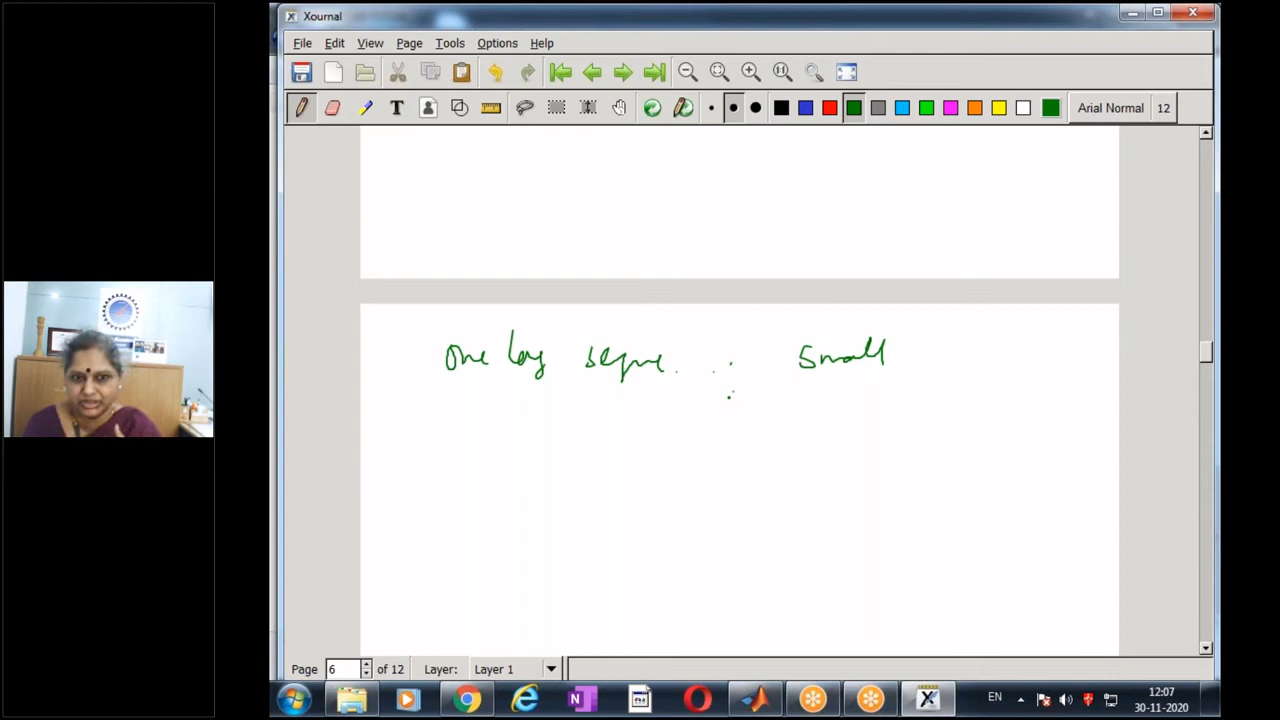 Xournal
File Edit View Page Tools Options Help
Arial Normal 12
One long seque... Small
Page 6 of 12 Layer: Layer 1
EN 12:07
30-11-2020